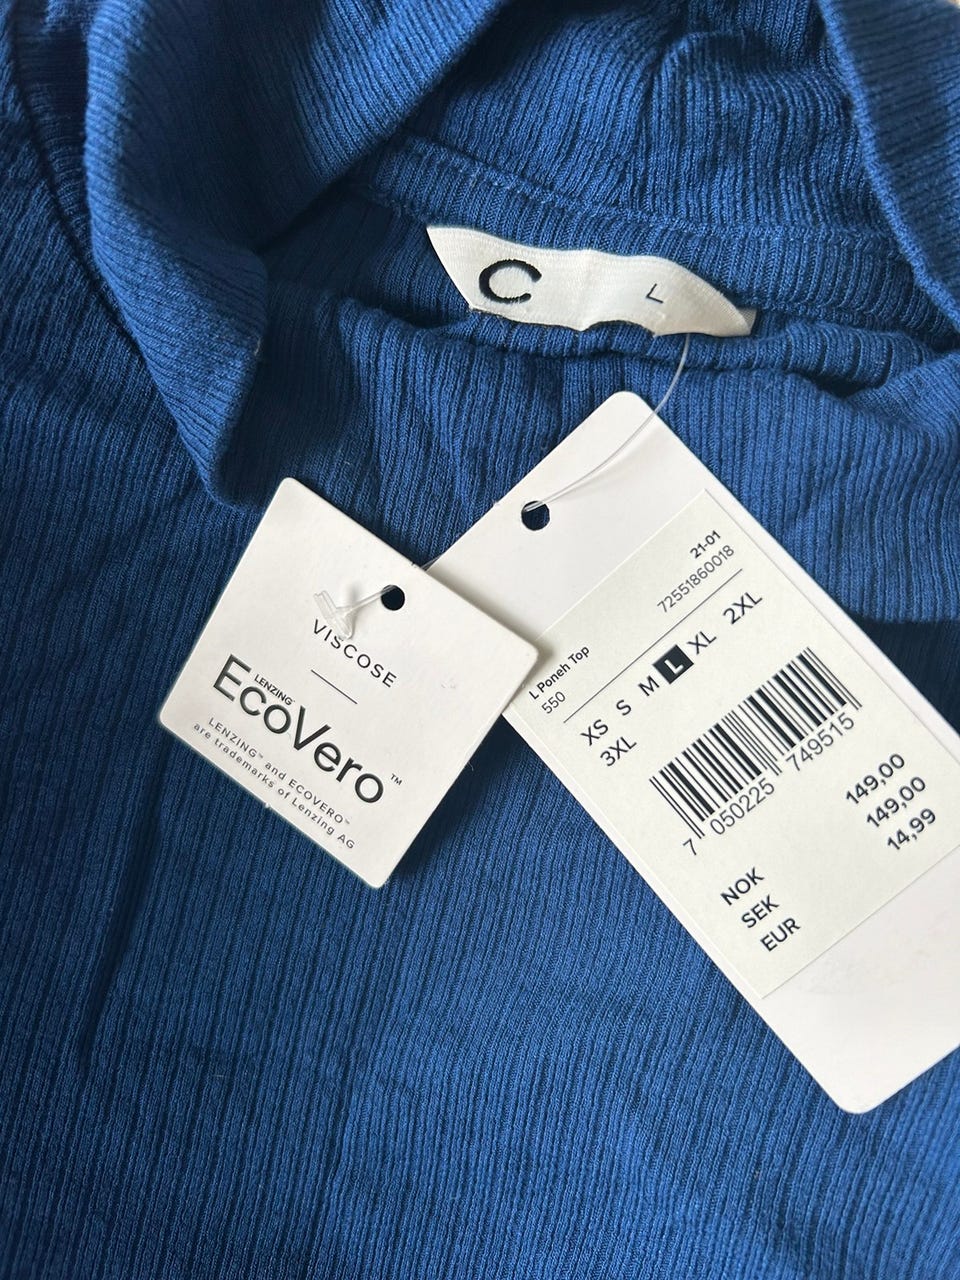 C L
VISCOSE
LENZING
EcoVero™
LENZING™ and ECOVERO™
are trademarks of Lenzing AG
21-01
72551860018
L Poneh Top
550
XS S M L XL 2XL
3XL
7 050225 749515
NOK 149,00
SEK 149,00
EUR 14,99